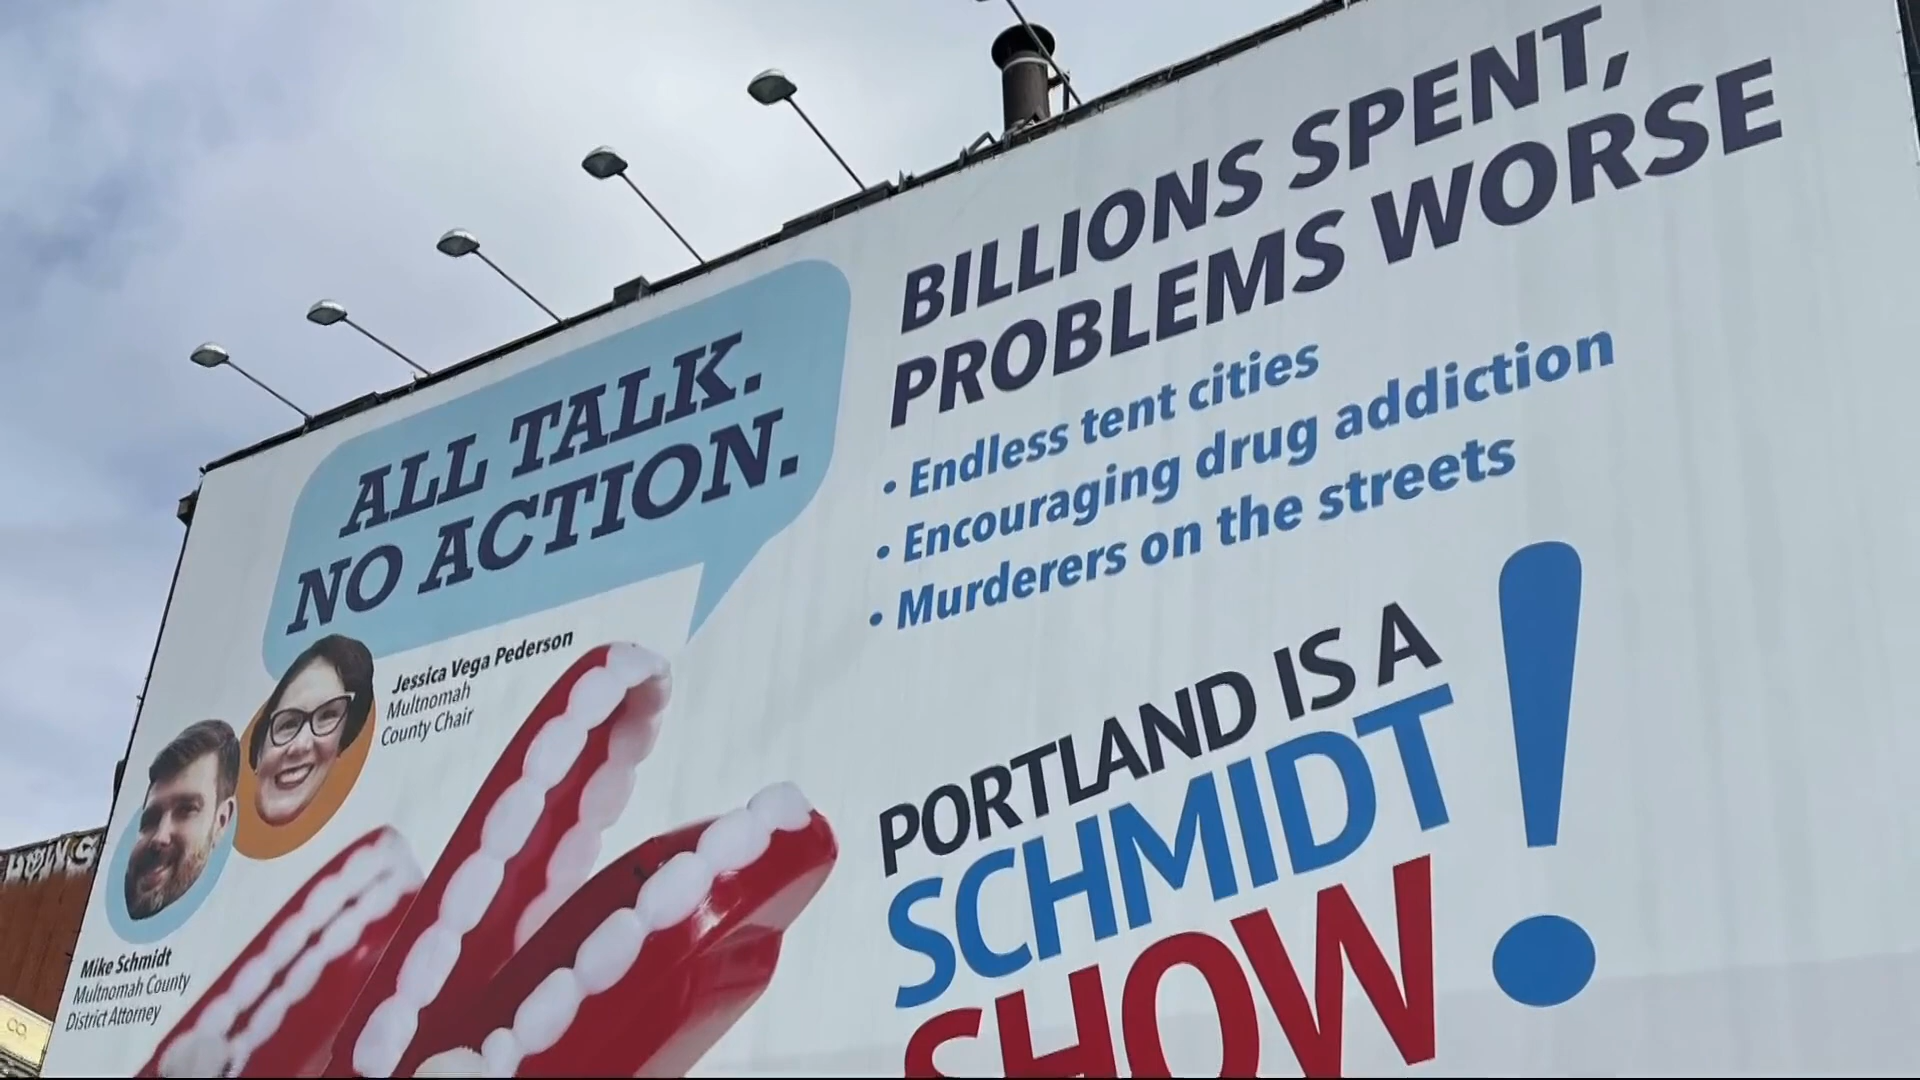 ALL TALK.
NO ACTION.
Jessica Vega Pederson
Multnomah
County Chair
Mike Schmidt
Multnomah County
District Attorney
BILLIONS SPENT,
PROBLEMS WORSE
• Endless tent cities
• Encouraging drug addiction
• Murderers on the streets
PORTLAND IS A
SCHMIDT
SHOW!
CO.